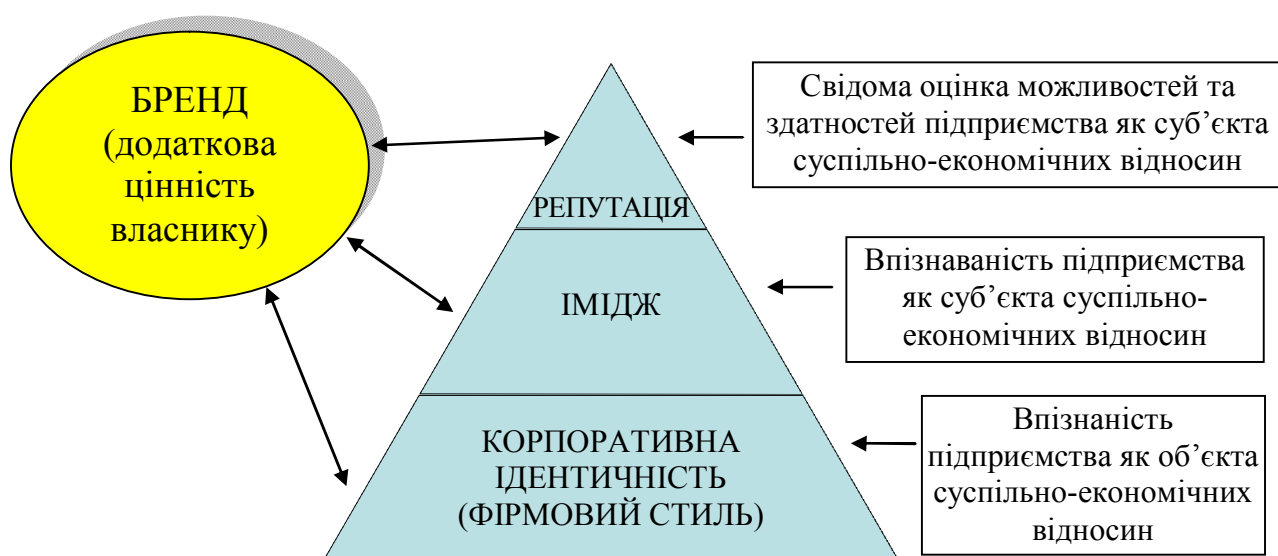 БРЕНД
(додаткова
цінність
власнику)
РЕПУТАЦІЯ
ІМІДЖ
КОРПОРАТИВНА
ІДЕНТИЧНІСТЬ
(ФІРМОВИЙ СТИЛЬ)
Свідома оцінка можливостей та
здатностей підприємства як суб’єкта
суспільно-економічних відносин
Впізнаваність підприємства
як суб’єкта суспільно-
економічних відносин
Впізнаність
підприємства як об’єкта
суспільно-економічних
відносин